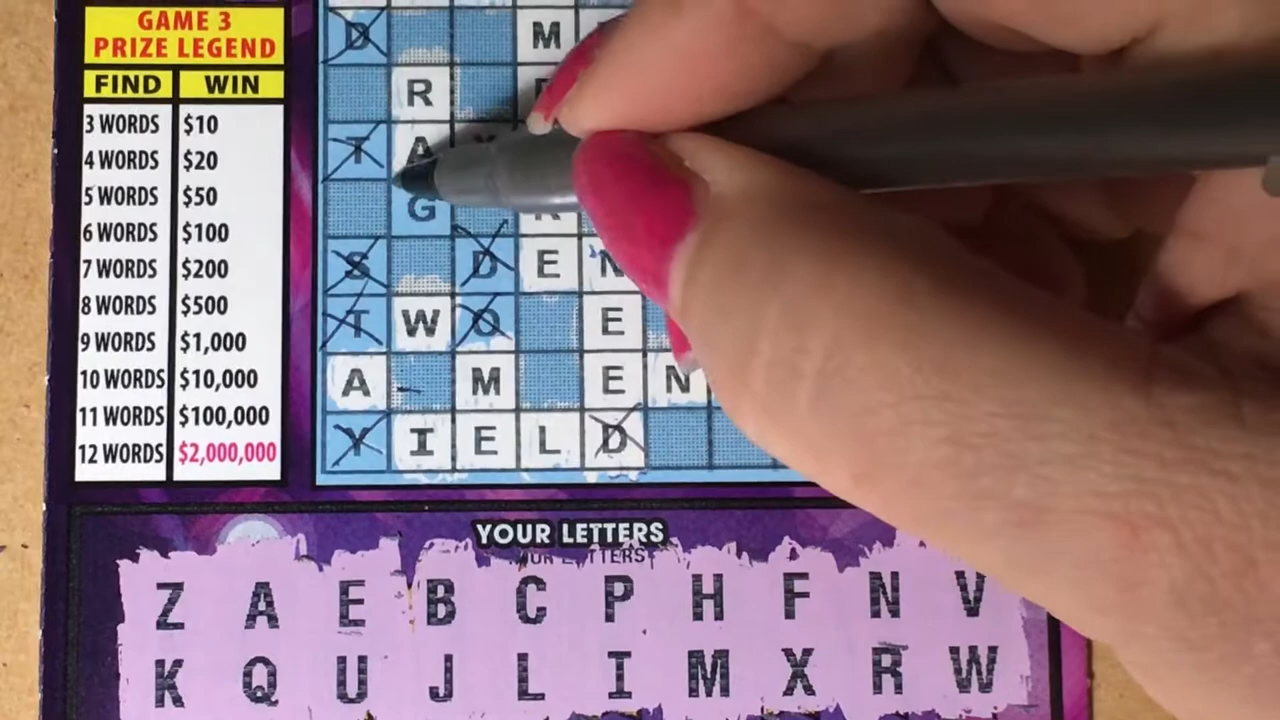 GAME 3
PRIZE LEGEND
FIND WIN
3 WORDS $10
4 WORDS $20
5 WORDS $50
6 WORDS $100
7 WORDS $200
8 WORDS $500
9 WORDS $1,000
10 WORDS $10,000
11 WORDS $100,000
12 WORDS $2,000,000
D M
R
T A
G R
S D E N
T W O E
A M E N
Y I E L D
YOUR LETTERS
Z A E B C P H F N V
K Q U J L I M X R W